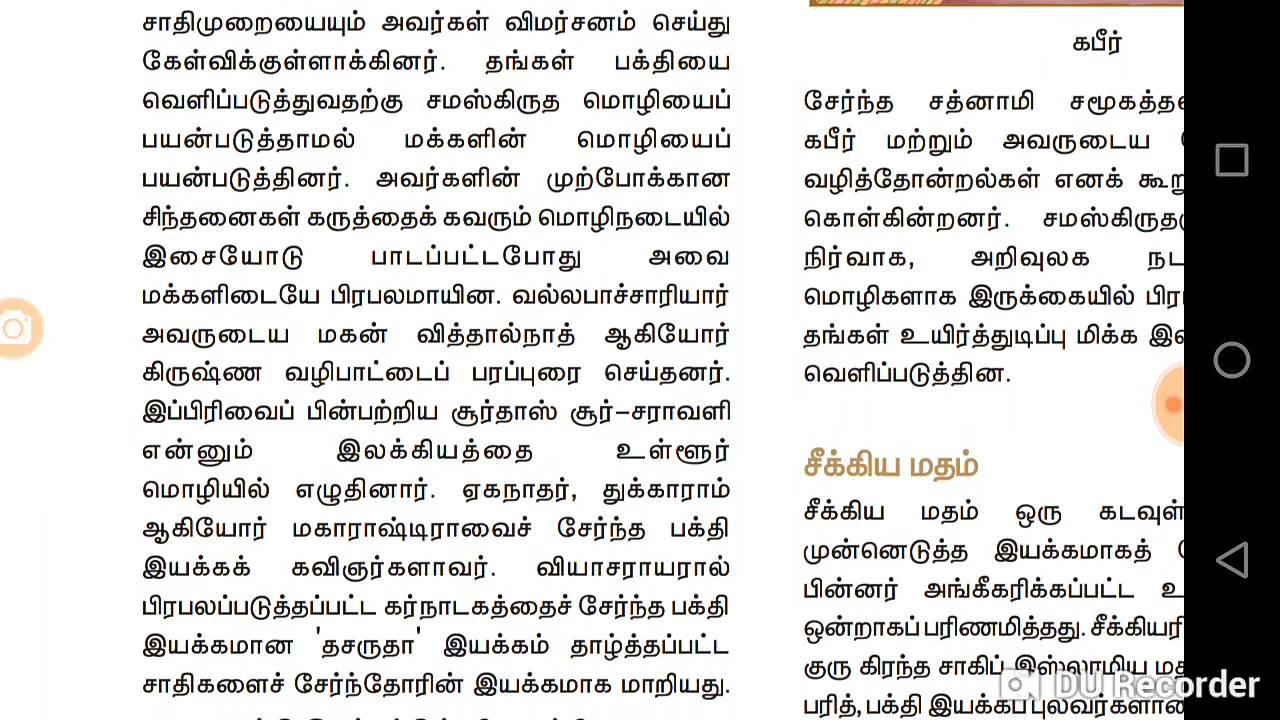 சாதிமுறையையும் அவர்கள் விமர்சனம் செய்து
கேள்விக்குள்ளாக்கினர். தங்கள் பக்தியை
வெளிப்படுத்துவதற்கு சமஸ்கிருத மொழியைப்
பயன்படுத்தாமல் மக்களின் மொழியைப்
பயன்படுத்தினர். அவர்களின் முற்போக்கான
சிந்தனைகள் கருத்தைக் கவரும் மொழிநடையில்
இசையோடு பாடப்பட்டபோது அவை
மக்களிடையே பிரபலமாயின. வல்லபாச்சாரியார்
அவருடைய மகன் வித்தால்நாத் ஆகியோர்
கிருஷ்ண வழிபாட்டைப் பரப்புரை செய்தனர்.
இப்பிரிவைப் பின்பற்றிய சூர்தாஸ் சூர்–சராவளி
என்னும் இலக்கியத்தை உள்ளூர்
மொழியில் எழுதினார். ஏகநாதர், துக்காராம்
ஆகியோர் மகாராஷ்டிராவைச் சேர்ந்த பக்தி
இயக்கக் கவிஞர்களாவர். வியாசராயரால்
பிரபலப்படுத்தப்பட்ட கர்நாடகத்தைச் சேர்ந்த பக்தி
இயக்கமான 'தசருதா' இயக்கம் தாழ்த்தப்பட்ட
சாதிகளைச் சேர்ந்தோரின் இயக்கமாக மாறியது.
கபீர்
சேர்ந்த சத்னாமி
கபீர் மற்றும் அவருடைய
வழித்தோன்றல்கள் எனக்
கொள்கின்றனர்.
நிர்வாக, அறிவுலக
மொழிகளாக இருக்கையில்
தங்கள் உயிர்த்துடிப்பு மிக்க
வெளிப்படுத்தின.
சீக்கிய மதம்
சீக்கிய மதம் ஒரு கடவுள்
முன்னெடுத்த இயக்கமாகத்
பின்னர் அங்கீகரிக்கப்பட்ட
ஒன்றாகப் பரிணமித்தது.
குரு கிரந்த சாகிப் இஸ்லாமிய
பரித், பக்தி இயக்கப்
DU Recorder